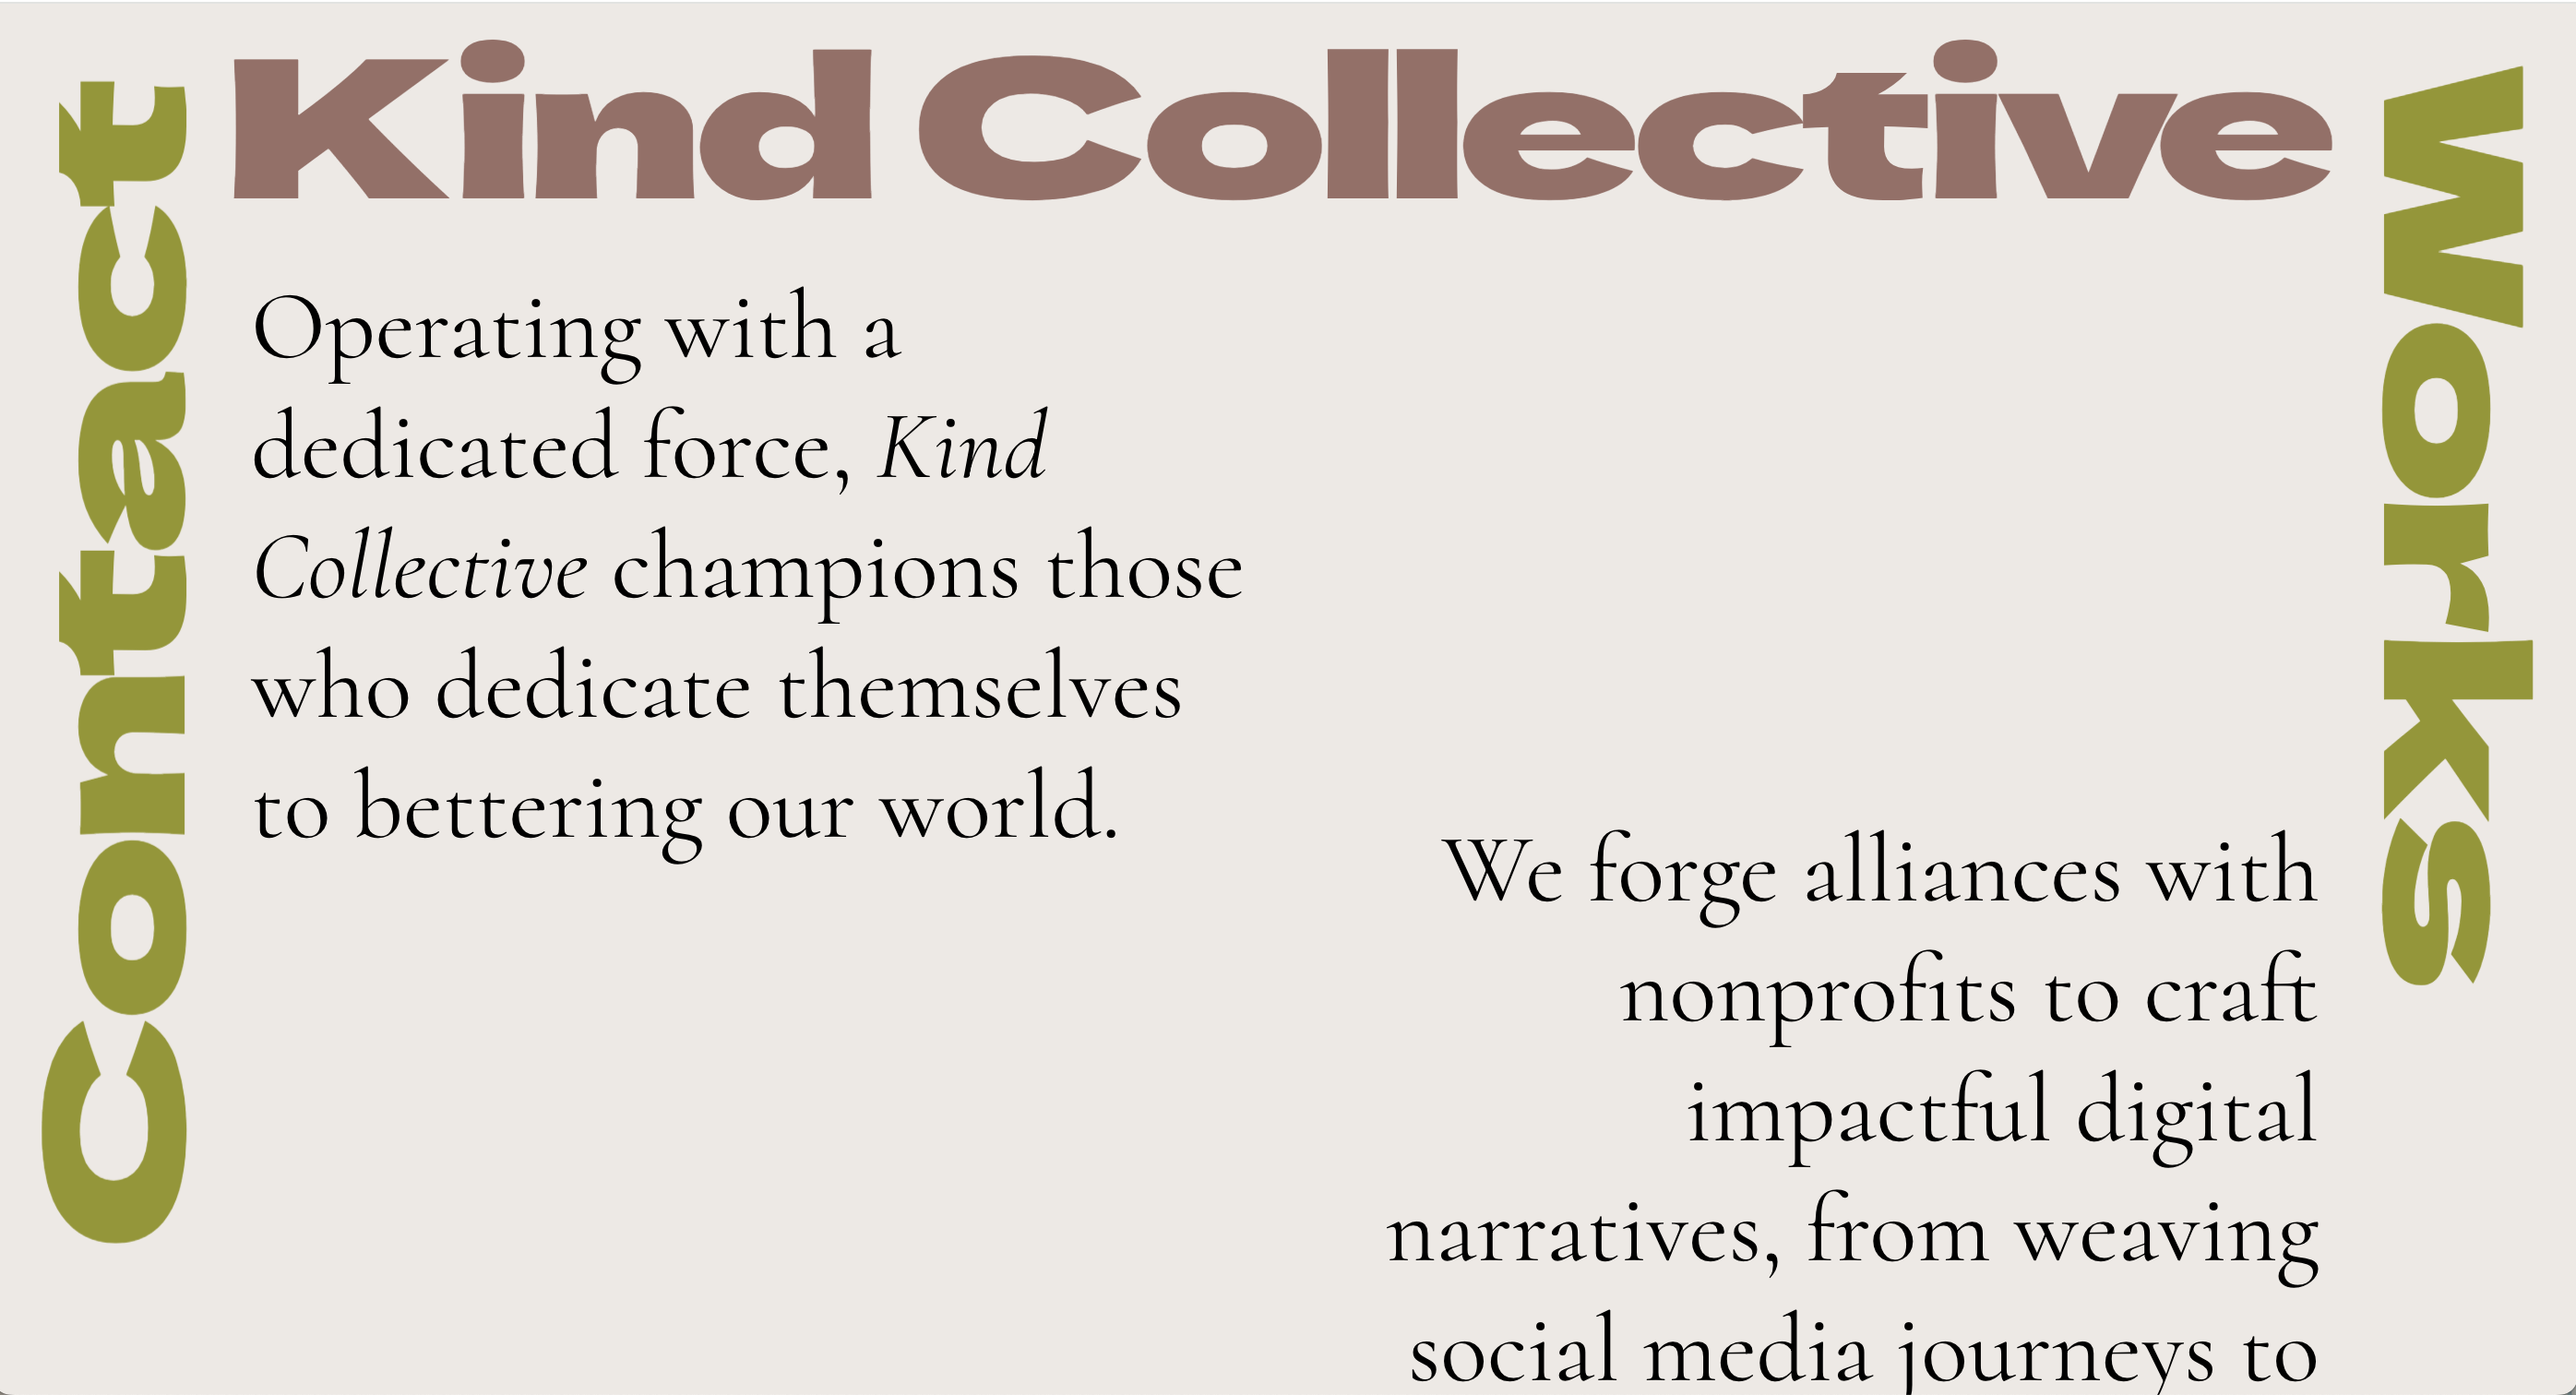 Kind Collective
Contact
Works
Operating with a
dedicated force, Kind
Collective champions those
who dedicate themselves
to bettering our world.
We forge alliances with
nonprofits to craft
impactful digital
narratives, from weaving
social media journeys to